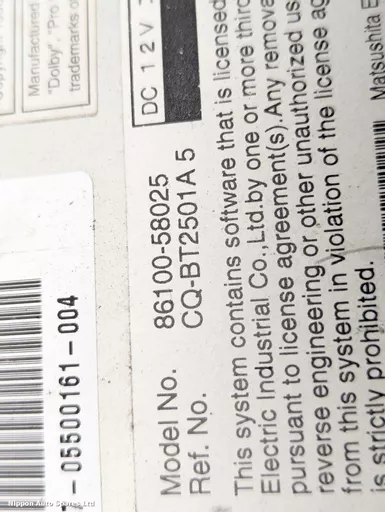 Manufactured
"Dolby", "Pro
trademarks o
DC 12V
Model No. 86100-58025
Ref. No. CQ-BT2501A 5
This system contains software that is licensed
Electric Industrial Co.,Ltd.by one or more third
pursuant to license agreement(s).Any remova
reverse engineering or other unauthorized us
from this system in violation of the license ag
is strictly prohibited.
Matsushita E
-05500161-004
Nippon Auto Spares Ltd